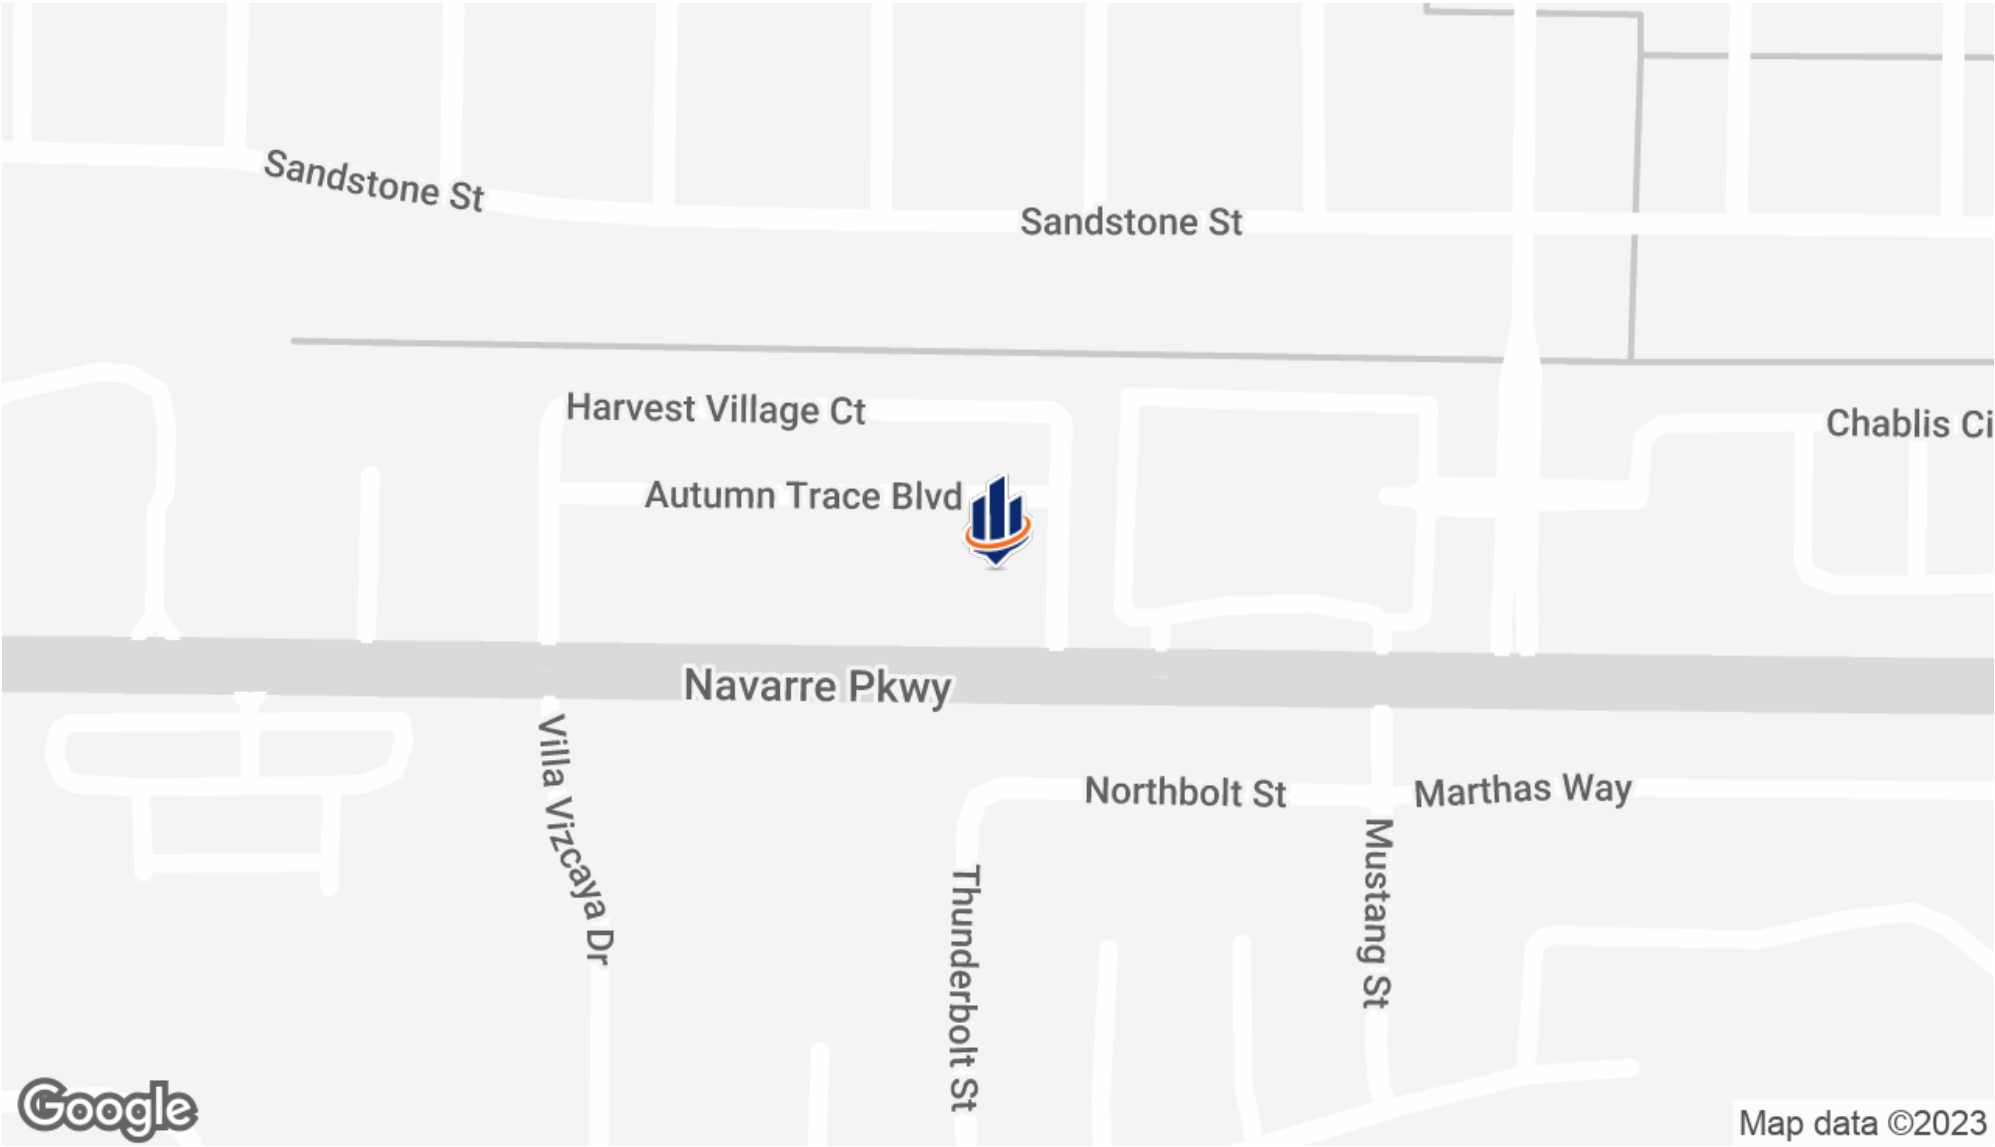 Sandstone St
Sandstone St
Harvest Village Ct
Chablis Ci
Autumn Trace Blvd
Navarre Pkwy
Villa Vizcaya Dr
Northbolt St
Marthas Way
Thunderbolt St
Mustang St
Google
Map data ©2023